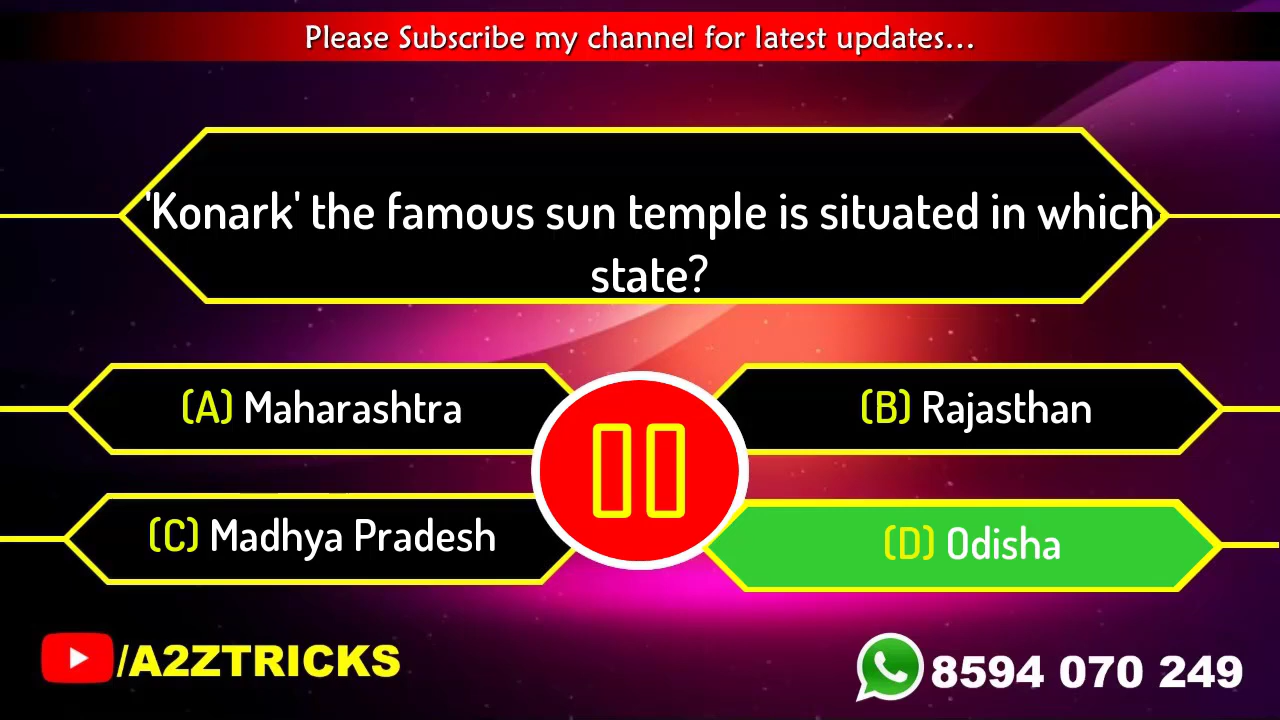 Please Subscribe my channel for latest updates...
'Konark' the famous sun temple is situated in which
state?
(A) Maharashtra
(B) Rajasthan
(C) Madhya Pradesh
(D) Odisha
/A2ZTRICKS
8594 070 249